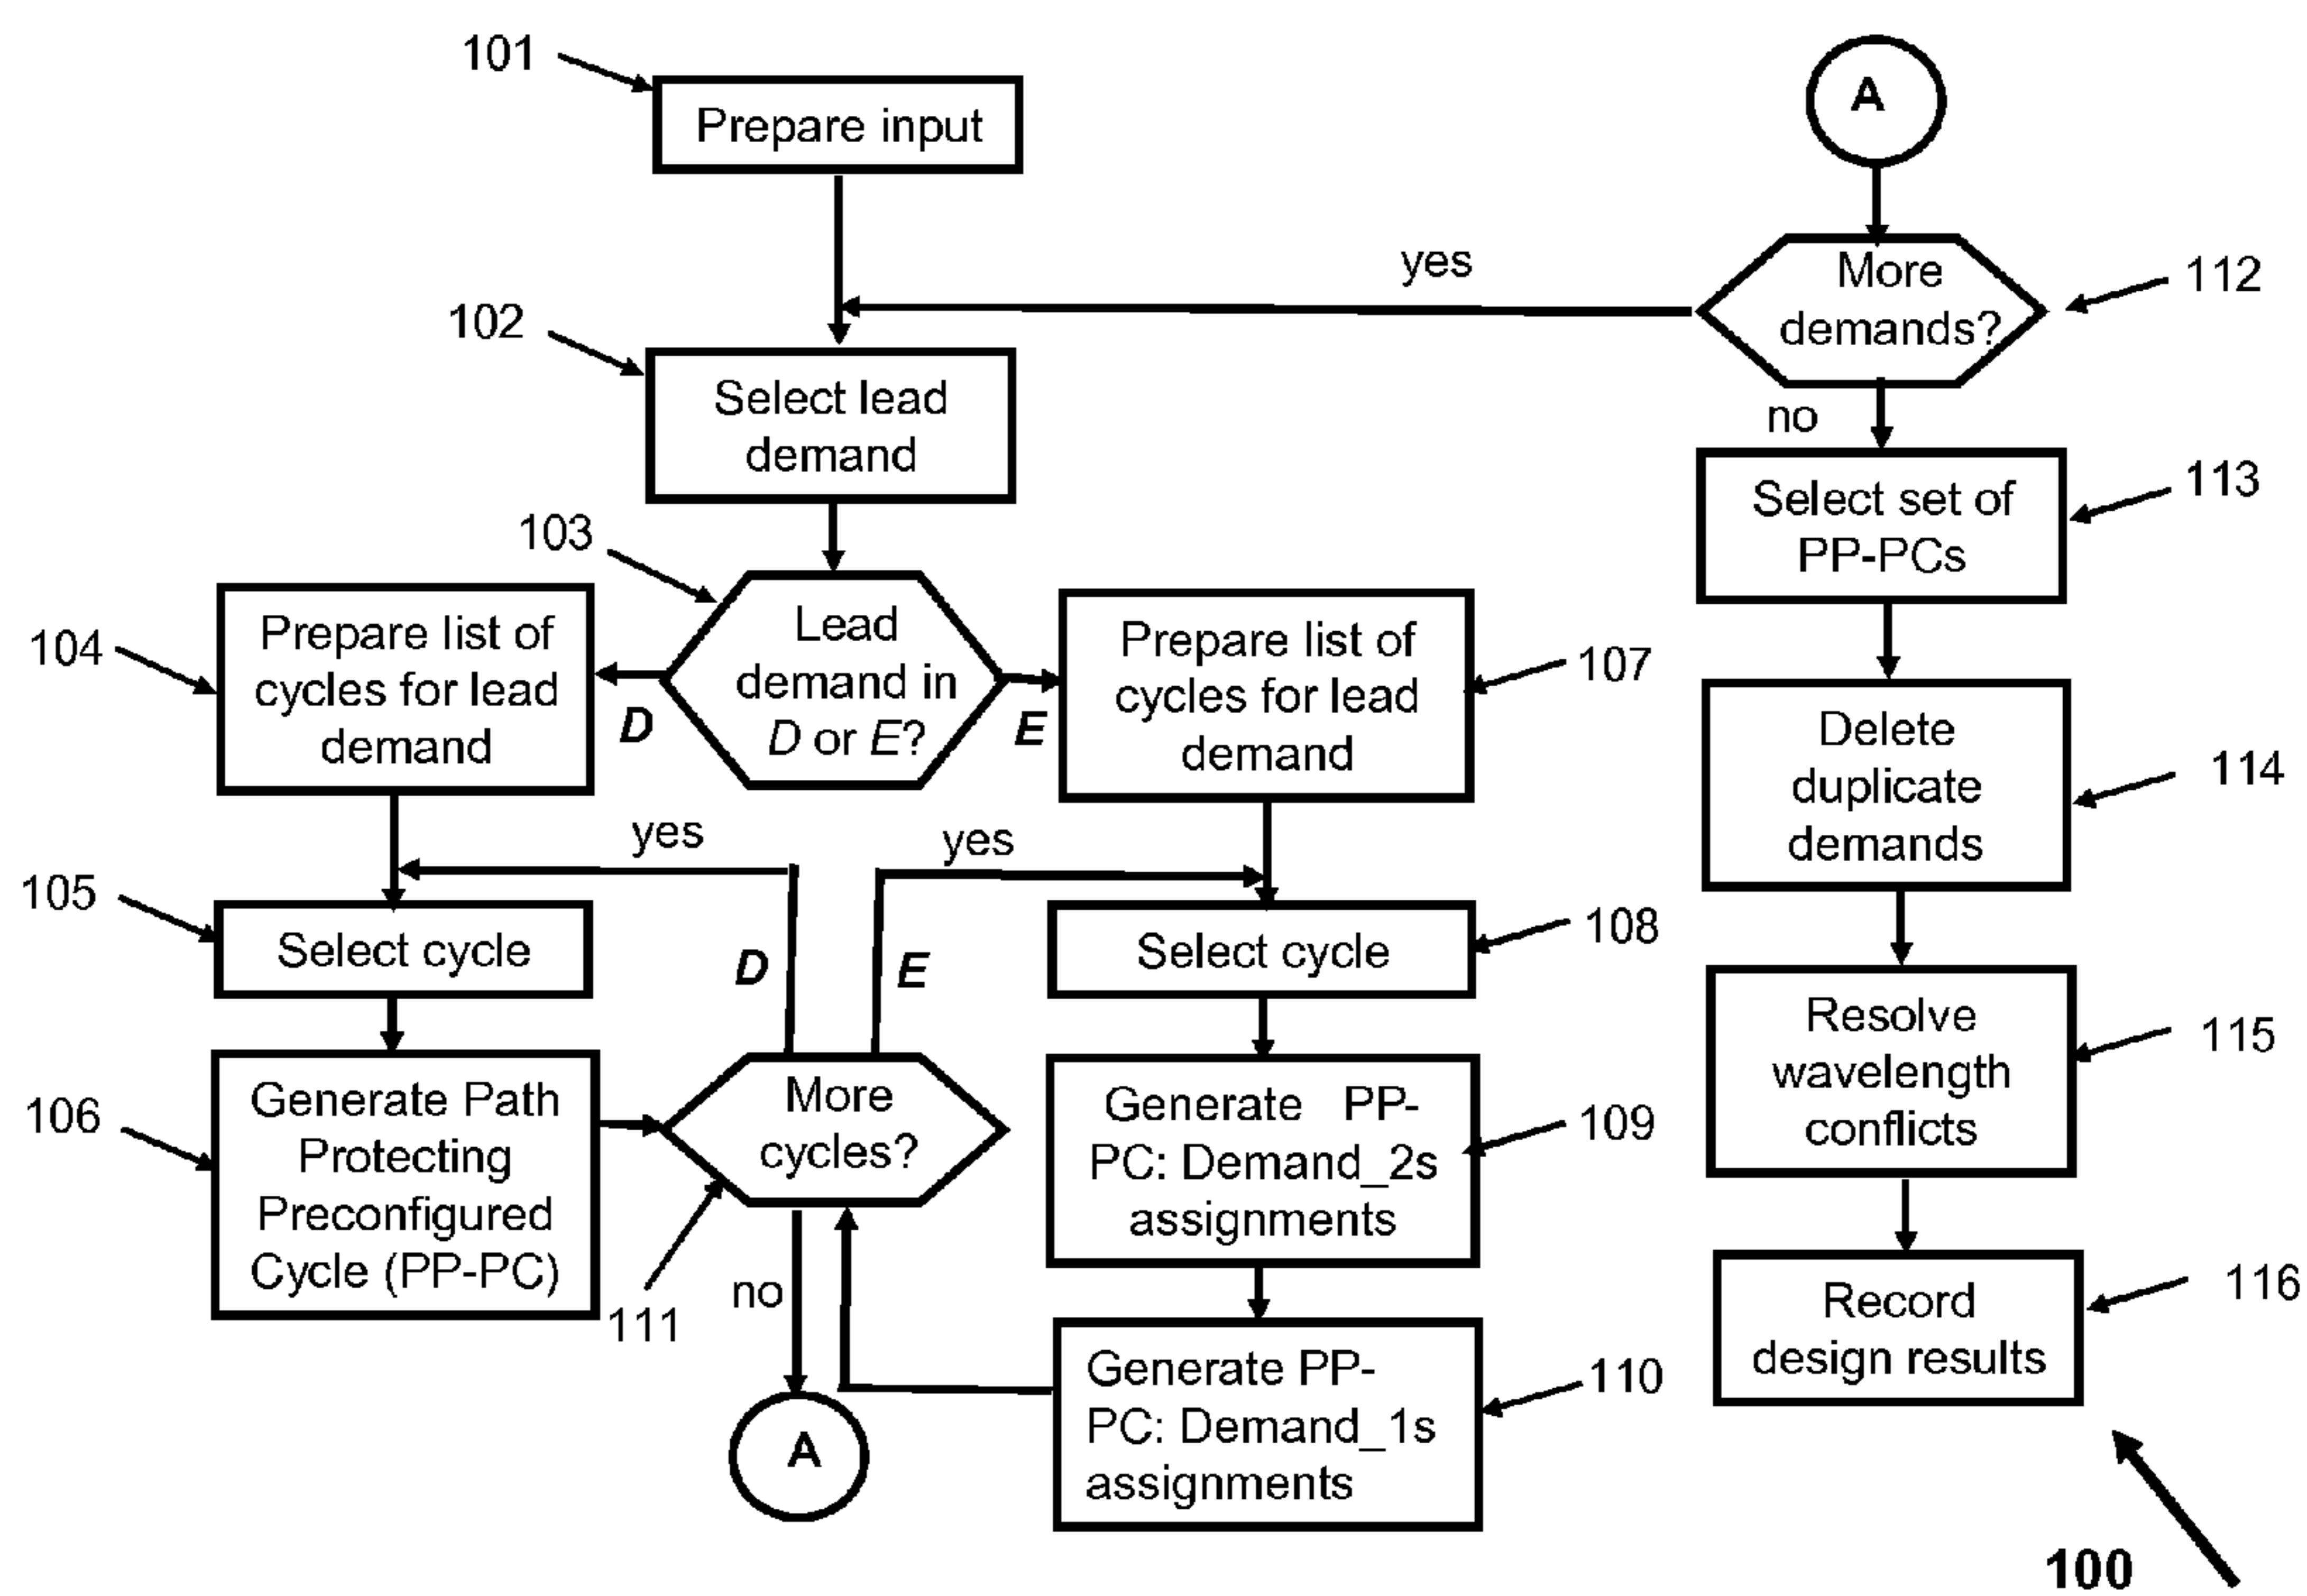 101
Prepare input
A
More
demands?
112
yes
102
Select lead
demand
no
Select set of
PP-PCs
113
103
Lead
demand in
D or E?
D
E
104
Prepare list of
cycles for lead
demand
Prepare list of
cycles for lead
demand
107
Delete
duplicate
demands
114
yes
yes
105
Select cycle
D
E
Select cycle
108
Resolve
wavelength
conflicts
115
106
Generate Path
Protecting
Preconfigured
Cycle (PP-PC)
More
cycles?
111
no
Generate PP-
PC: Demand_2s
assignments
109
Record
design results
116
A
Generate PP-
PC: Demand_1s
assignments
110
100